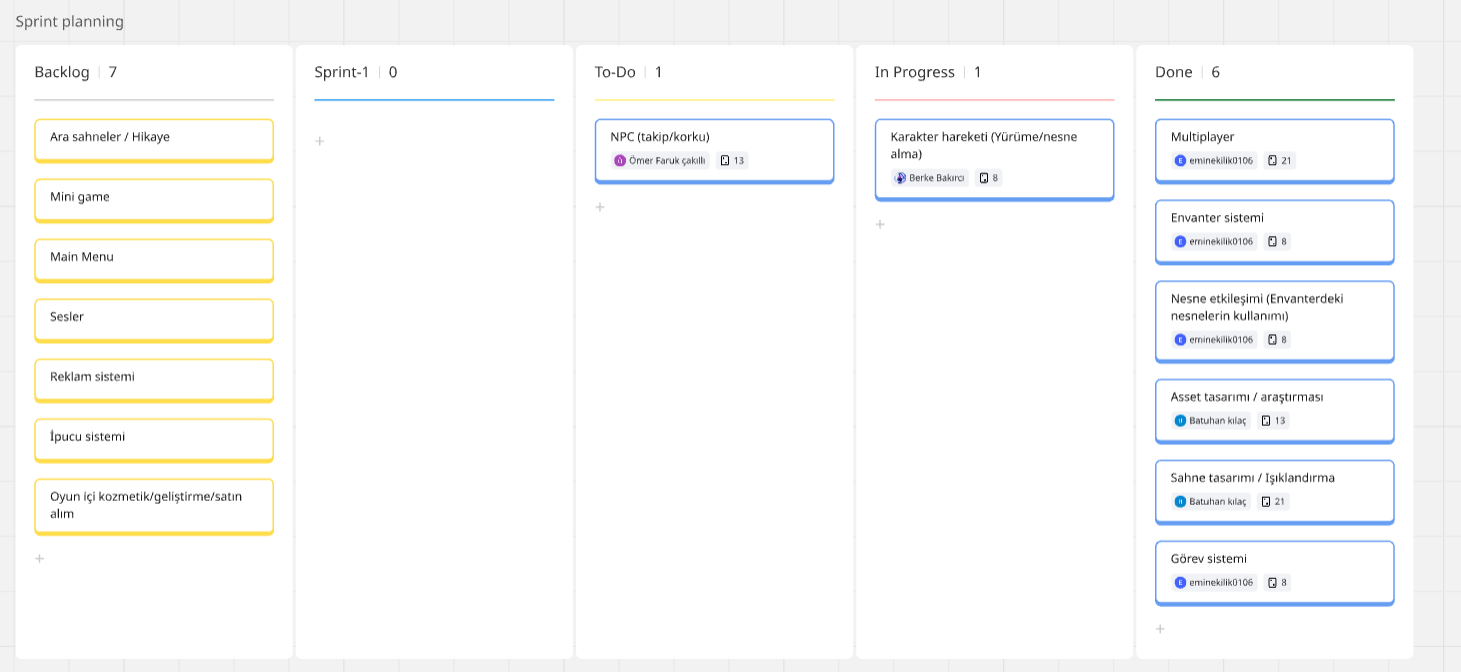 Sprint planning
Backlog | 7
Ara sahneler / Hikaye
Mini game
Main Menu
Sesler
Reklam sistemi
İpucu sistemi
Oyun içi kozmetik/geliştirme/satın
alım
+
Sprint-1 | 0
+
To-Do | 1
NPC (takip/korku)
Ö Ömer Faruk çakıllı 13
+
In Progress | 1
Karakter hareketi (Yürüme/nesne
alma)
Berke Bakırcı 8
+
Done | 6
Multiplayer
E eminekilik0106 21
Envanter sistemi
E eminekilik0106 8
Nesne etkileşimi (Envanterdeki
nesnelerin kullanımı)
E eminekilik0106 8
Asset tasarımı / araştırması
Batuhan kılaç 13
Sahne tasarımı / Işıklandırma
Batuhan kılaç 21
Görev sistemi
E eminekilik0106 8
+